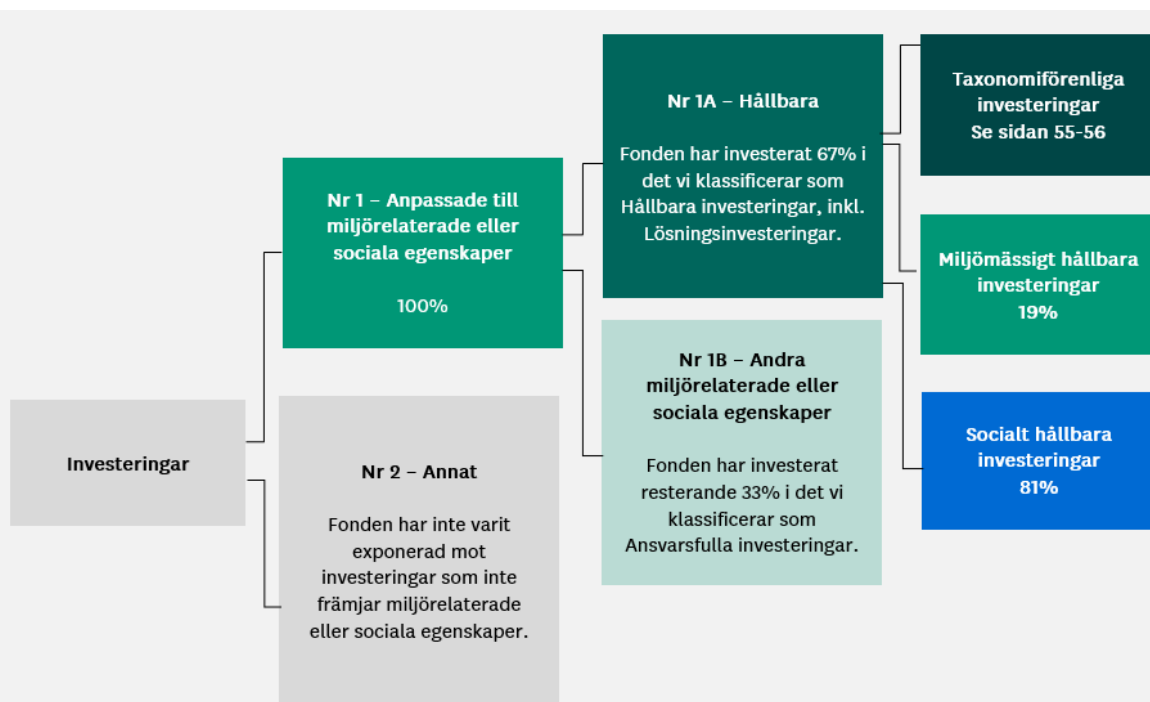 Investeringar
Nr 1 – Anpassade till
miljörelaterade eller
sociala egenskaper
100%
Nr 2 – Annat
Fonden har inte varit
exponerad mot
investeringar som inte
främjar miljörelaterade
eller sociala egenskaper.
Nr 1A – Hållbara
Fonden har investerat 67% i
det vi klassificerar som
Hållbara investeringar, inkl.
Lösningsinvesteringar.
Nr 1B – Andra
miljörelaterade eller
sociala egenskaper
Fonden har investerat
resterande 33% i det vi
klassificerar som
Ansvarsfulla investeringar.
Taxonomiförenliga
investeringar
Se sidan 55-56
Miljömässigt hållbara
investeringar
19%
Socialt hållbara
investeringar
81%